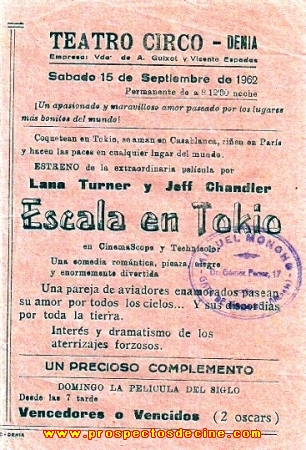 TEATRO CIRCO - DENIA
Empresa: Vda. de A. Guixot y Vicente Espedes
Sabado 15 de Septiembre de 1962
Permanente de a 12'30 noche
¡Un apasionado y maravilloso amor paseado por los lugares
más bonitos del mundo!
Coquetean en Tokio, se aman en Casablanca, riñen en París
y hacen las paces en cualquier lugar del mundo.
ESTRENO de la extraordinaria película por
Lana Turner y Jeff Chandler
Escala en Tokio
en CinemaScope y Technicolor
Una comedia romántica, picara, alegre
y enormemente divertida
Una pareja de aviadores enamorados pasean
su amor por todos los cielos... Y sus discordias
por toda la tierra.
Interés y dramatismo de los
aterrizajes forzosos.
UN PRECIOSO COMPLEMENTO
DOMINGO LA PELICULA DEL SIGLO
Desde las 7 tarde
Vencedores o Vencidos (2 oscars)
DENIA
www.prospectosdecine.com